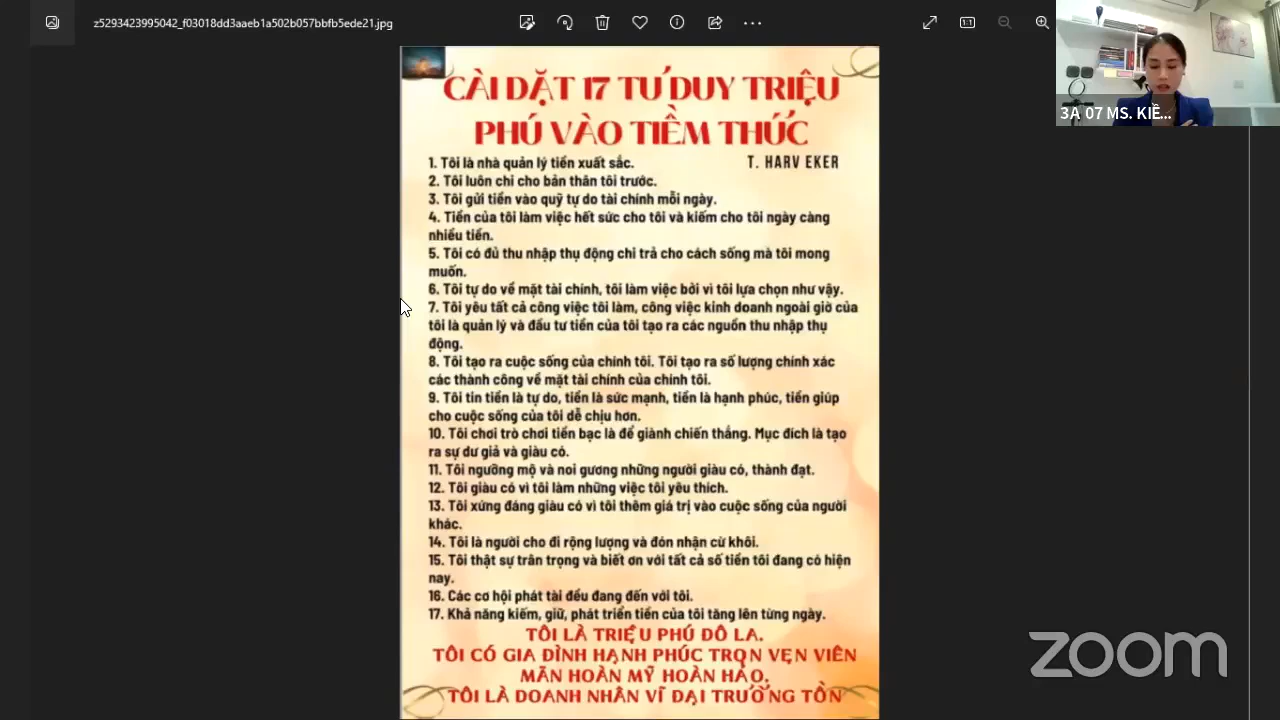 z5293423995042_f03018dd3aaeb1a502b057bbfb5ede21.jpg
3A 07 MS. KIỀ...
CÀI ĐẶT 17 TƯ DUY TRIỆU
PHÚ VÀO TIỀM THỨC
T. HARV EKER
1. Tôi là nhà quản lý tiền xuất sắc.
2. Tôi luôn chi cho bản thân tôi trước.
3. Tôi gửi tiền vào quỹ tự do tài chính mỗi ngày.
4. Tiền của tôi làm việc hết sức cho tôi và kiếm cho tôi ngày càng
nhiều tiền.
5. Tôi có đủ thu nhập thụ động chi trả cho cách sống mà tôi mong
muốn.
6. Tôi tự do về mặt tài chính, tôi làm việc bởi vì tôi lựa chọn như vậy.
7. Tôi yêu tất cả công việc tôi làm, công việc kinh doanh ngoài giờ của
tôi là quản lý và đầu tư tiền của tôi tạo ra các nguồn thu nhập thụ
động.
8. Tôi tạo ra cuộc sống của chính tôi. Tôi tạo ra số lượng chính xác
các thành công về mặt tài chính của chính tôi.
9. Tôi tin tiền là tự do, tiền là sức mạnh, tiền là hạnh phúc, tiền giúp
cho cuộc sống của tôi dễ chịu hơn.
10. Tôi chơi trò chơi tiền bạc là để giành chiến thắng. Mục đích là tạo
ra sự dư giả và giàu có.
11. Tôi ngưỡng mộ và noi gương những người giàu có, thành đạt.
12. Tôi giàu có vì tôi làm những việc tôi yêu thích.
13. Tôi xứng đáng giàu có vì tôi thêm giá trị vào cuộc sống của người
khác.
14. Tôi là người cho đi rộng lượng và đón nhận cừ khôi.
15. Tôi thật sự trân trọng và biết ơn với tất cả số tiền tôi đang có hiện
nay.
16. Các cơ hội phát tài đều đang đến với tôi.
17. Khả năng kiếm, giữ, phát triển tiền của tôi tăng lên từng ngày.
TÔI LÀ TRIỆU PHÚ ĐÔ LA.
TÔI CÓ GIA ĐÌNH HẠNH PHÚC TRỌN VẸN VIÊN
MÃN HOÀN MỸ HOÀN HẢO.
TÔI LÀ DOANH NHÂN VĨ ĐẠI TRƯỜNG TỒN
zoom